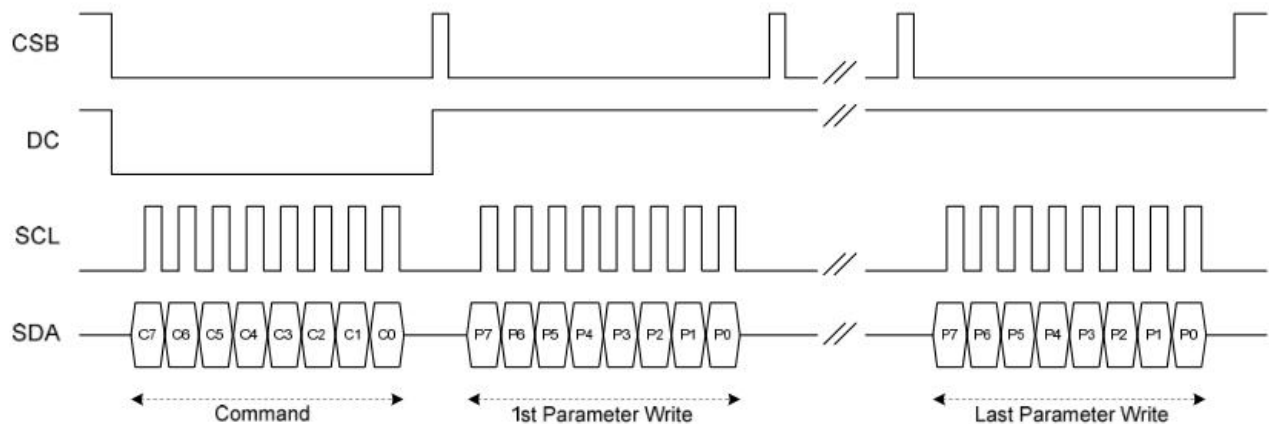 CSB
DC
SCL
SDA C7 C6 C5 C4 C3 C2 C1 C0 P7 P6 P5 P4 P3 P2 P1 P0 P7 P6 P5 P4 P3 P2 P1 P0
Command 1st Parameter Write Last Parameter Write